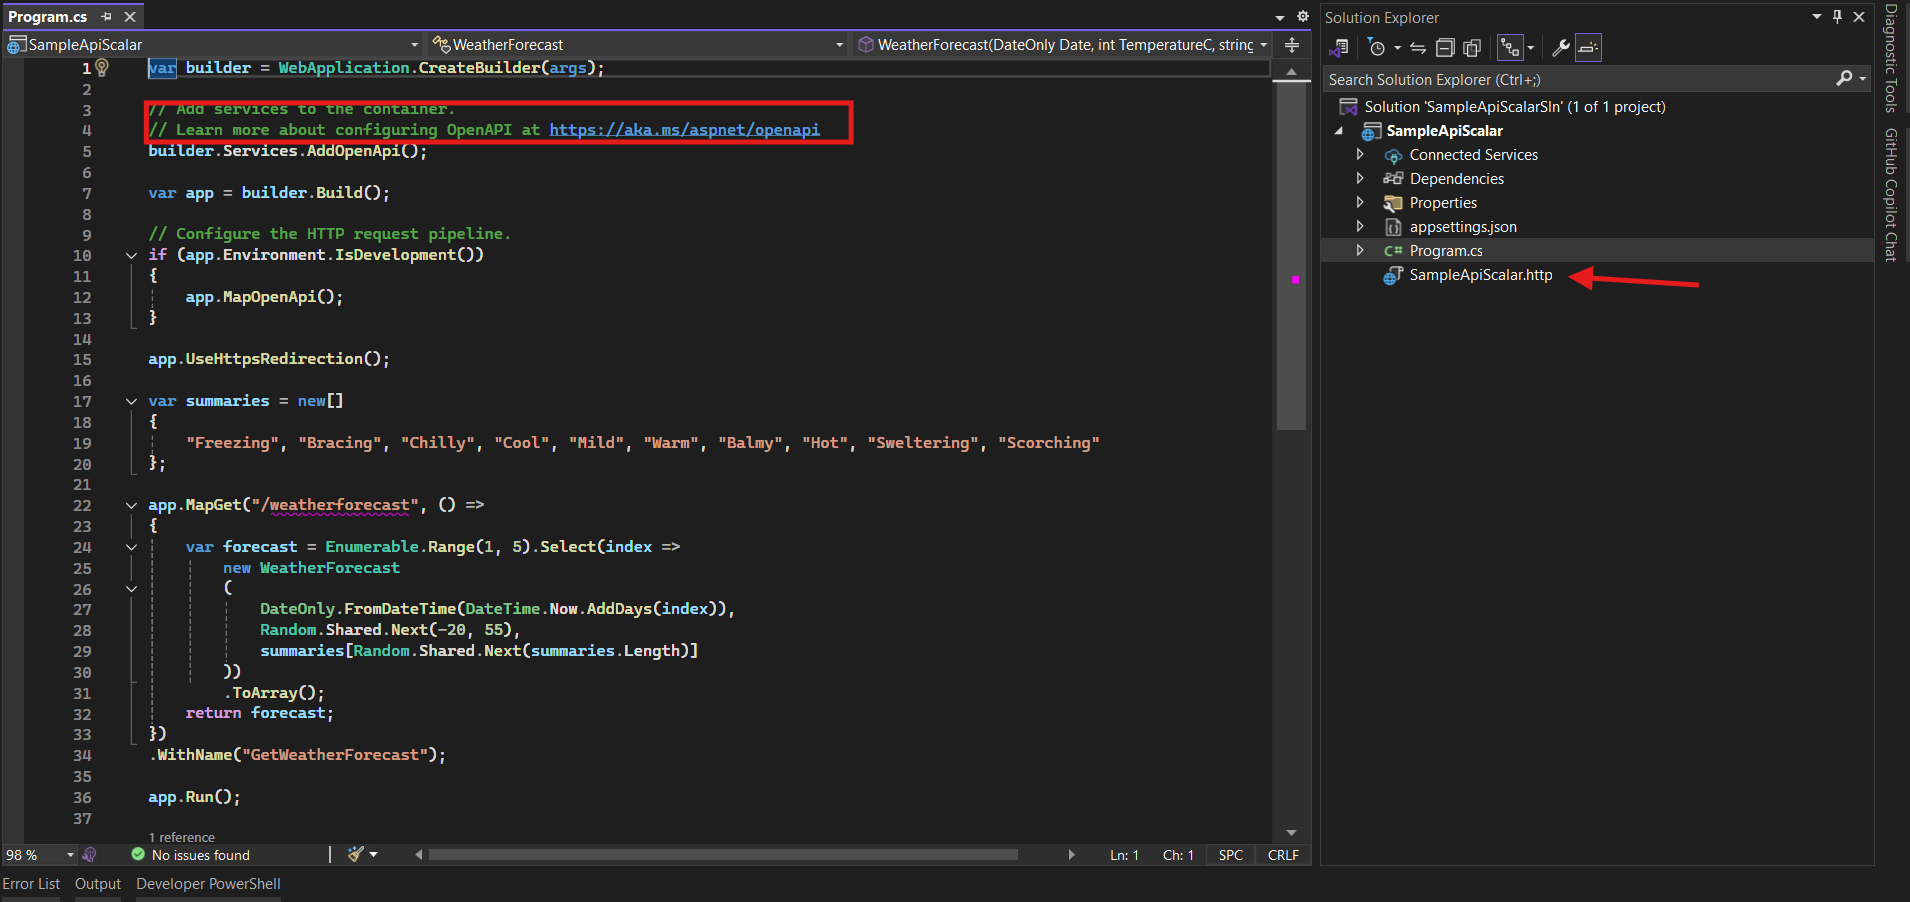 Program.cs
SampleApiScalar
WeatherForecast
WeatherForecast(DateOnly Date, int TemperatureC, string
1 var builder = WebApplication.CreateBuilder(args);
2
3 // Add services to the container.
4 // Learn more about configuring OpenAPI at https://aka.ms/aspnet/openapi
5 builder.Services.AddOpenApi();
6
7 var app = builder.Build();
8
9 // Configure the HTTP request pipeline.
10 if (app.Environment.IsDevelopment())
11 {
12 app.MapOpenApi();
13 }
14
15 app.UseHttpsRedirection();
16
17 var summaries = new[]
18 {
19 "Freezing", "Bracing", "Chilly", "Cool", "Mild", "Warm", "Balmy", "Hot", "Sweltering", "Scorching"
20 };
21
22 app.MapGet("/weatherforecast", () =>
23 {
24 var forecast = Enumerable.Range(1, 5).Select(index =>
25 new WeatherForecast
26 (
27 DateOnly.FromDateTime(DateTime.Now.AddDays(index)),
28 Random.Shared.Next(-20, 55),
29 summaries[Random.Shared.Next(summaries.Length)]
30 ))
31 .ToArray();
32 return forecast;
33 })
34 .WithName("GetWeatherForecast");
35
36 app.Run();
37
1 reference
98 %
No issues found
Ln: 1
Ch: 1
SPC
CRLF
Error List
Output
Developer PowerShell
Solution Explorer
Search Solution Explorer (Ctrl+;)
Solution 'SampleApiScalarSln' (1 of 1 project)
SampleApiScalar
Connected Services
Dependencies
Properties
appsettings.json
C# Program.cs
SampleApiScalar.http
Diagnostic Tools
GitHub Copilot Chat